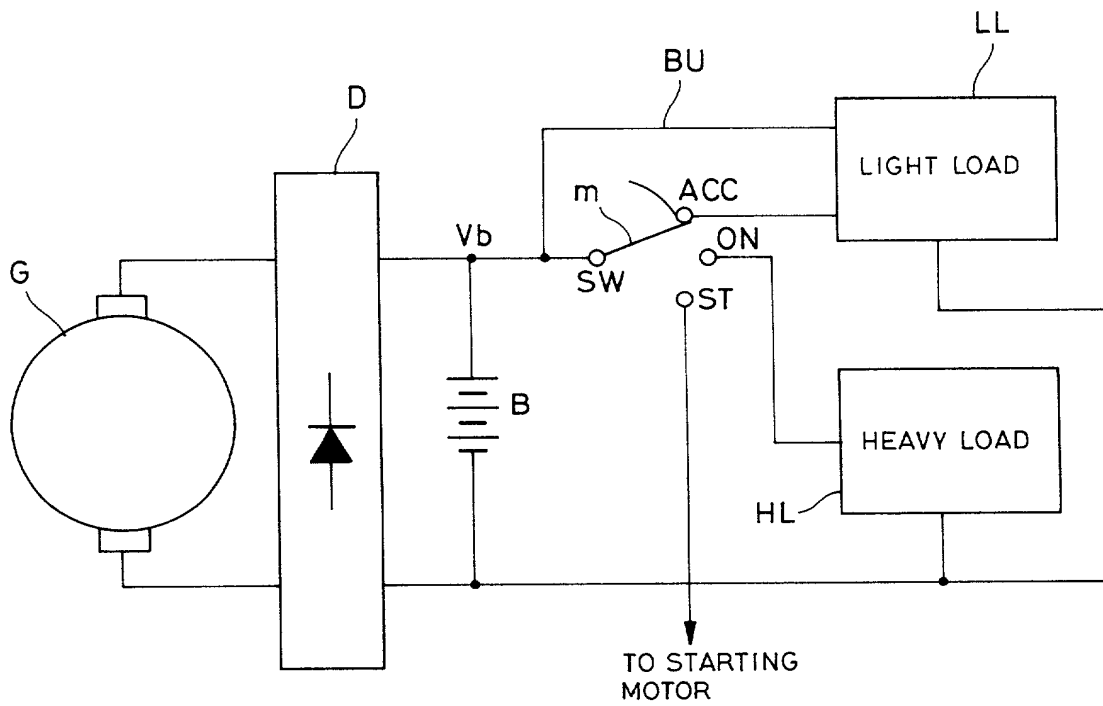 LL
BU
D
LIGHT LOAD
m
ACC
Vb
ON
SW
G
ST
B
HEAVY LOAD
HL
TO STARTING
MOTOR